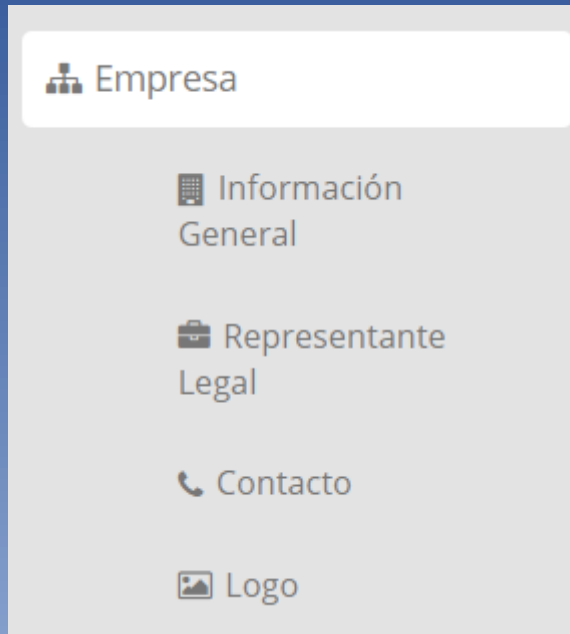 Empresa
Información
General
Representante
Legal
Contacto
Logo